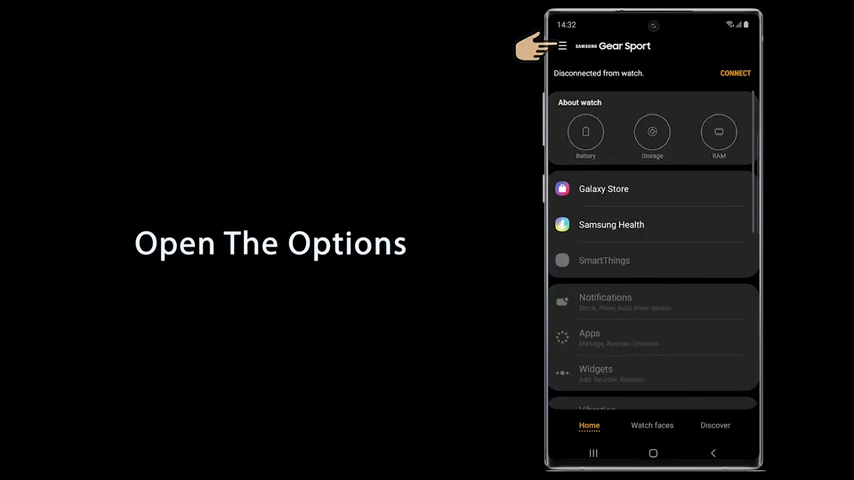 14:32
SAMSUNG Gear Sport
Disconnected from watch.
CONNECT
About watch
Battery
Storage
RAM
Galaxy Store
Samsung Health
SmartThings
Notifications
Block, Allow, Auto show details
Apps
Manage, Reorder, Uninstall
Widgets
Add, Reorder, Remove
Vibration
Home
Watch faces
Discover
Open The Options